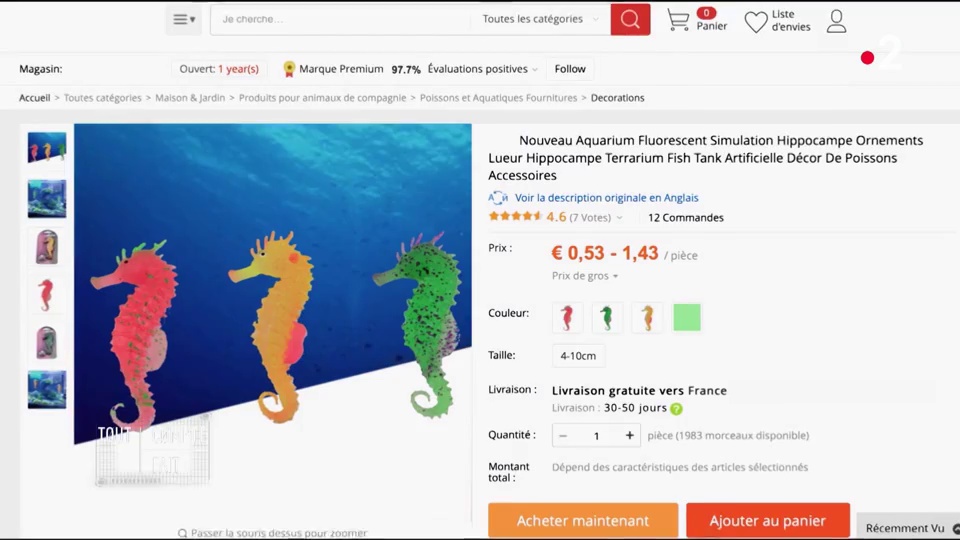 Je cherche...
Toutes les catégories
0
Panier
Liste
d'envies
2
Magasin:
Ouvert: 1 year(s)
Marque Premium
97.7% Évaluations positives
Follow
Accueil > Toutes catégories > Maison & Jardin > Produits pour animaux de compagnie > Poissons et Aquatiques Fournitures > Decorations
Nouveau Aquarium Fluorescent Simulation Hippocampe Ornements
Lueur Hippocampe Terrarium Fish Tank Artificielle Décor De Poissons
Accessoires
Voir la description originale en Anglais
4.6 (7 Votes)
12 Commandes
Prix :
€ 0,53 - 1,43 / pièce
Prix de gros
Couleur:
Taille:
4-10cm
Livraison :
Livraison gratuite vers France
Livraison : 30-50 jours ?
Quantité :
− 1 +
pièce (1983 morceaux disponible)
Montant
total :
Dépend des caractéristiques des articles sélectionnés
TOUT COMPTE
FAIT
Acheter maintenant
Ajouter au panier
Récemment Vu
Passer la souris dessus pour zoomer